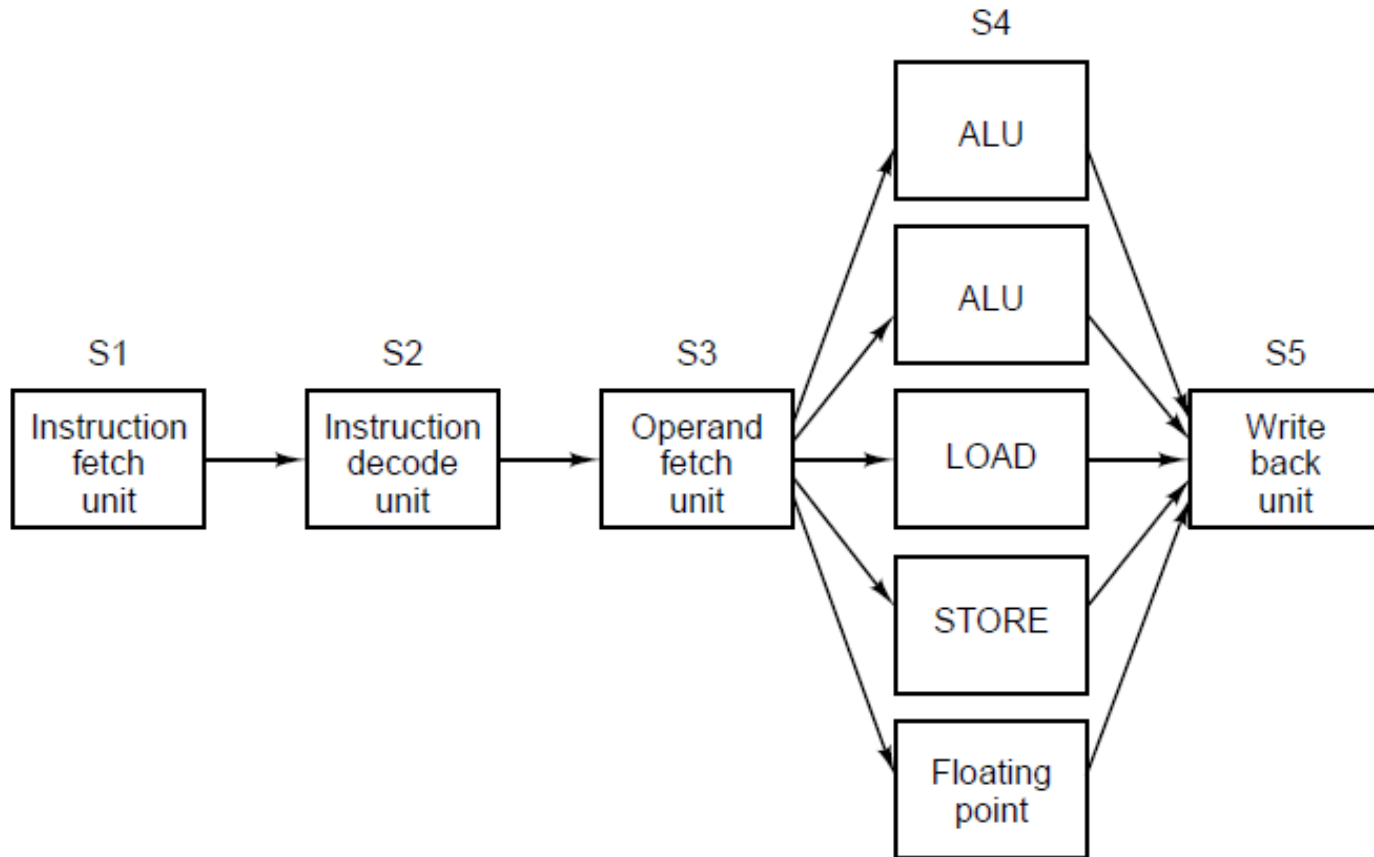 S4
ALU
ALU
S1
S2
S3
S5
Instruction
fetch
unit
Instruction
decode
unit
Operand
fetch
unit
LOAD
Write
back
unit
STORE
Floating
point